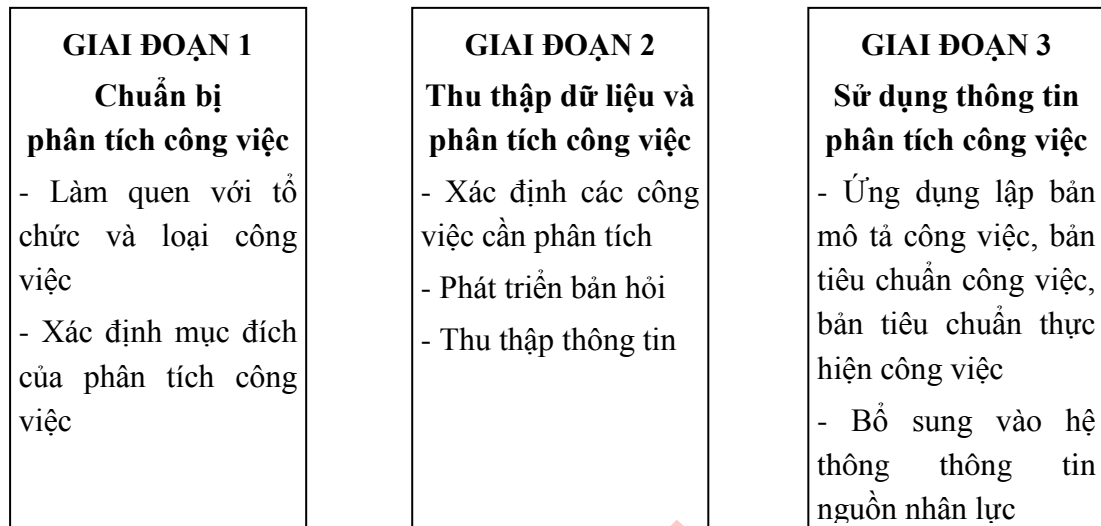 GIAI ĐOẠN 1
Chuẩn bị
phân tích công việc
- Làm quen với tổ
chức và loại công
việc
- Xác định mục đích
của phân tích công
việc
GIAI ĐOẠN 2
Thu thập dữ liệu và
phân tích công việc
- Xác định các công
việc cần phân tích
- Phát triển bản hỏi
- Thu thập thông tin
GIAI ĐOẠN 3
Sử dụng thông tin
phân tích công việc
- Ứng dụng lập bản
mô tả công việc, bản
tiêu chuẩn công việc,
bản tiêu chuẩn thực
hiện công việc
- Bổ sung vào hệ
thông thông tin
nguồn nhân lực